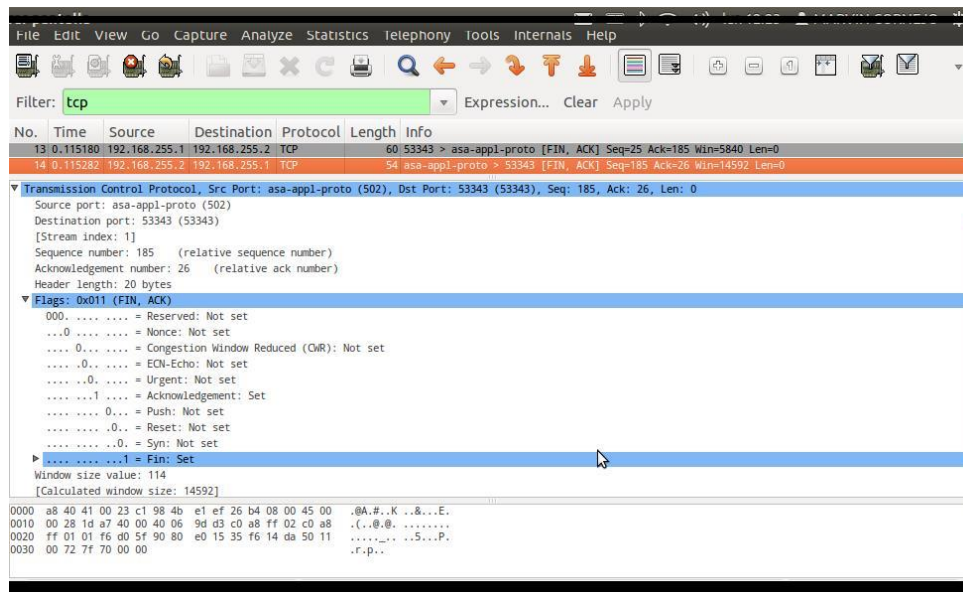 File Edit View Go Capture Analyze Statistics Telephony Tools Internals Help
Filter: tcp Expression... Clear Apply
No. Time Source Destination Protocol Length Info
13 0.115180 192.168.255.1 192.168.255.2 TCP 60 53343 > asa-appl-proto [FIN, ACK] Seq=25 Ack=185 Win=5840 Len=0
14 0.115282 192.168.255.2 192.168.255.1 TCP 54 asa-appl-proto > 53343 [FIN, ACK] Seq=185 Ack=26 Win=14592 Len=0
Transmission Control Protocol, Src Port: asa-appl-proto (502), Dst Port: 53343 (53343), Seq: 185, Ack: 26, Len: 0
Source port: asa-appl-proto (502)
Destination port: 53343 (53343)
[Stream index: 1]
Sequence number: 185 (relative sequence number)
Acknowledgement number: 26 (relative ack number)
Header length: 20 bytes
Flags: 0x011 (FIN, ACK)
000. .... .... = Reserved: Not set
...0 .... .... = Nonce: Not set
.... 0... .... = Congestion Window Reduced (CWR): Not set
.... .0.. .... = ECN-Echo: Not set
.... ..0. .... = Urgent: Not set
.... ...1 .... = Acknowledgement: Set
.... .... 0... = Push: Not set
.... .... .0.. = Reset: Not set
.... .... ..0. = Syn: Not set
.... .... ...1 = Fin: Set
Window size value: 114
[Calculated window size: 14592]
0000 a8 40 41 00 23 c1 98 4b e1 ef 26 b4 08 00 45 00 .@A.#..K ..&...E.
0010 00 28 1d a7 40 00 40 06 9d d3 c0 a8 ff 02 c0 a8 .(..@.@. ........
0020 ff 01 01 f6 d0 5f 90 80 e0 15 35 f6 14 da 50 11 ....._.. ..5...P.
0030 00 72 7f 70 00 00 .r.p..